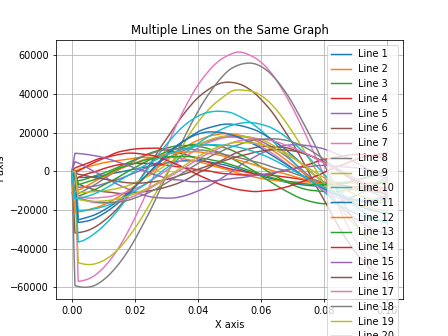 Multiple Lines on the Same Graph
60000
40000
20000
0
−20000
−40000
−60000
0.00
0.02
0.04
0.06
X axis
Line 1
Line 2
Line 3
Line 4
Line 5
Line 6
Line 7
Line 8
Line 9
Line 10
Line 11
Line 12
Line 13
Line 14
Line 15
Line 16
Line 17
Line 18
Line 19
Line 20